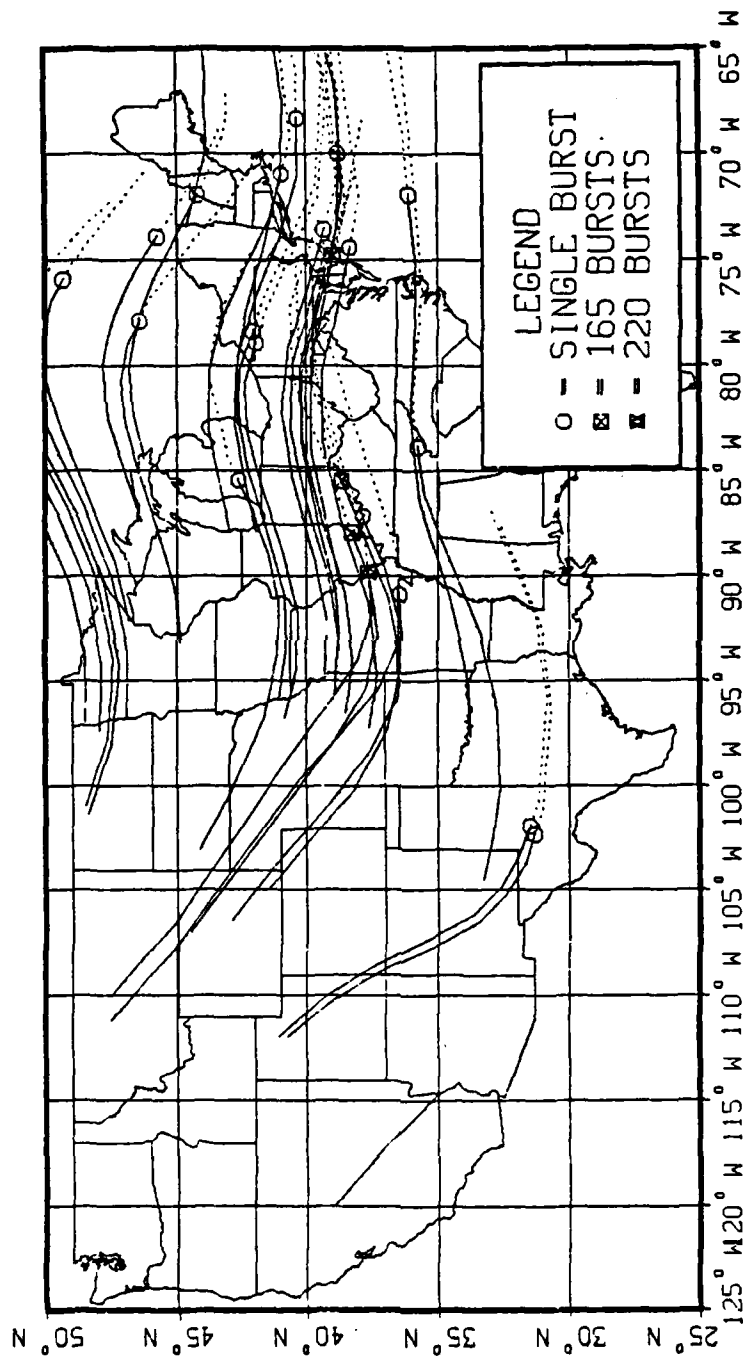 LEGEND
O - SINGLE BURST
⊠ = 165 BURSTS
⧗ - 220 BURSTS
50° N
45° N
40° N
35° N
30° N
25° N
125° W
120° W
115° W
110° W
105° W
100° W
95° W
90° W
85° W
80° W
75° W
70° W
65° W